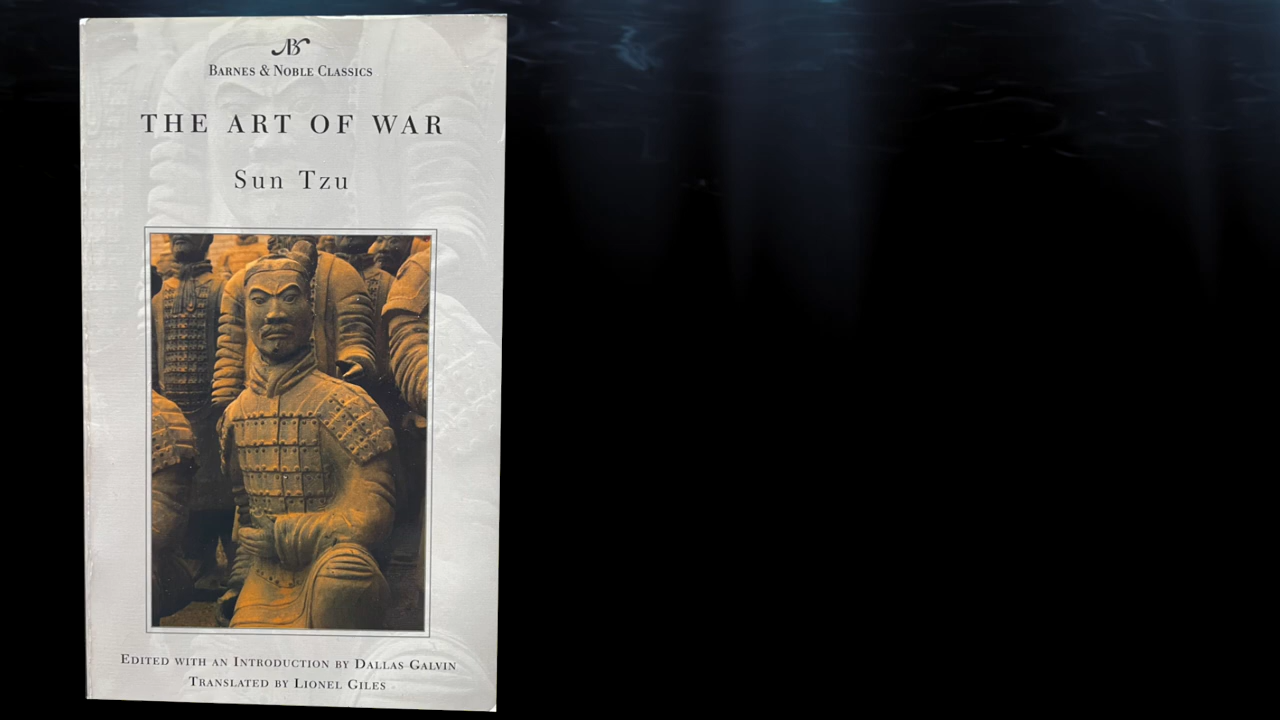 BARNES & NOBLE CLASSICS
THE ART OF WAR
Sun Tzu
EDITED WITH AN INTRODUCTION BY DALLAS GALVIN
TRANSLATED BY LIONEL GILES